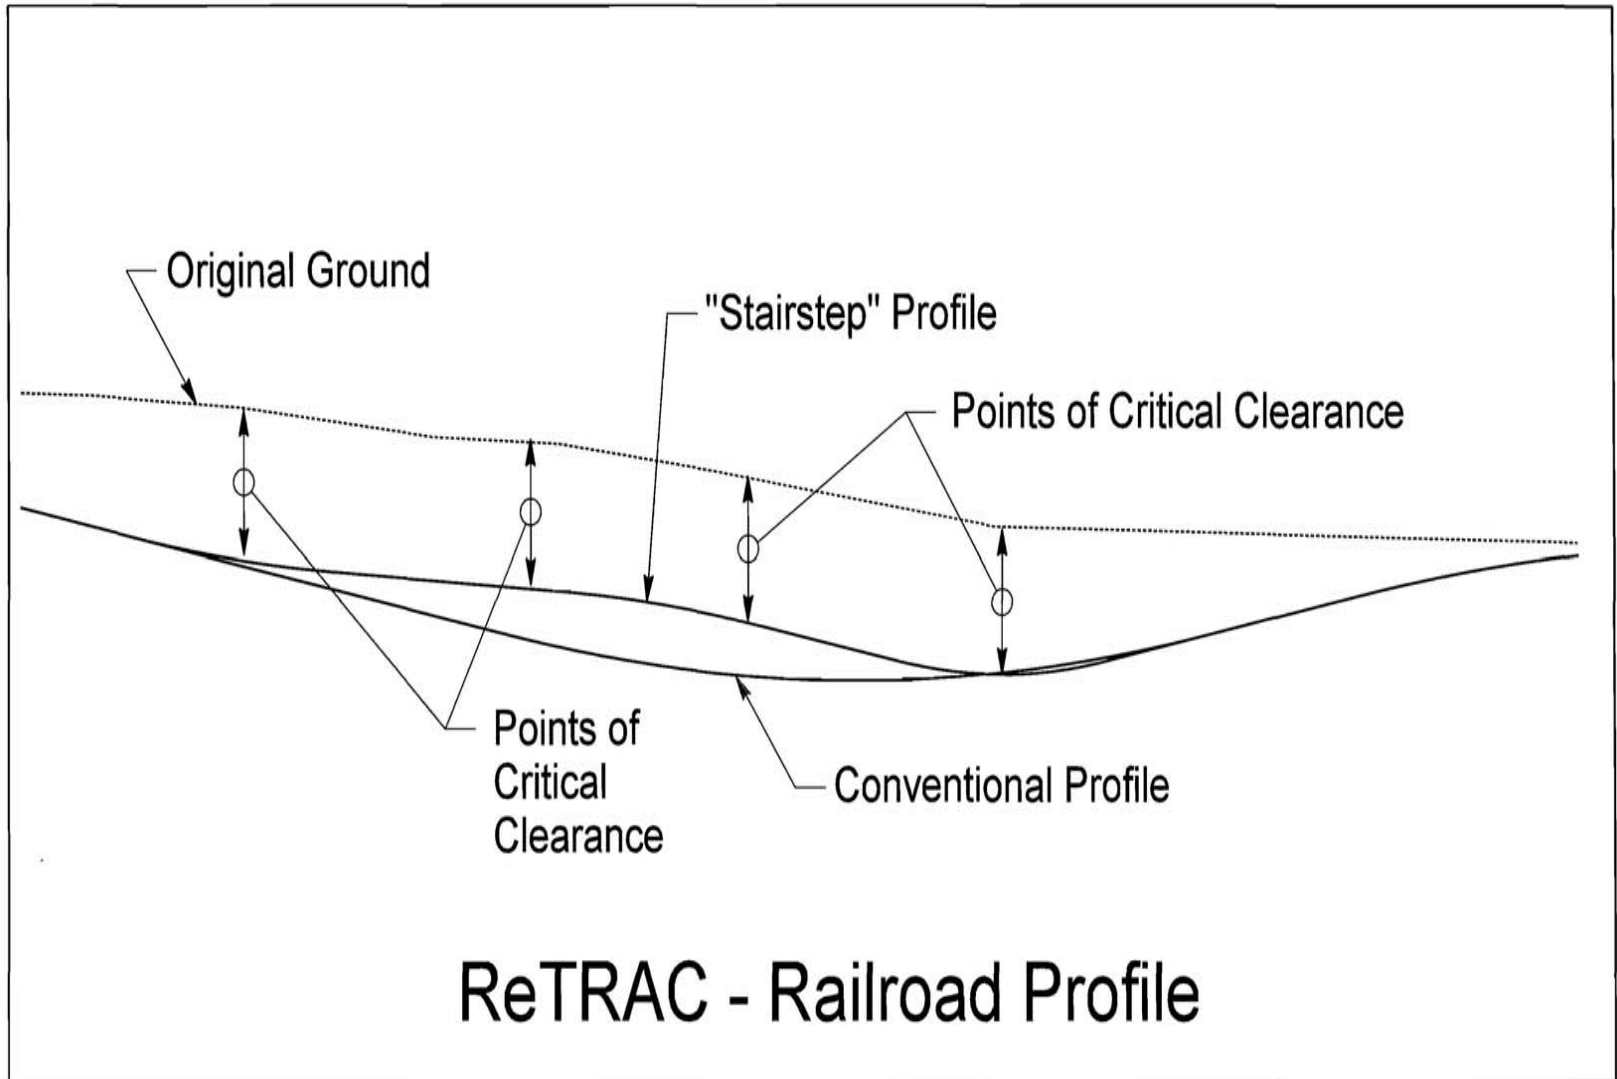 Original Ground
"Stairstep" Profile
Points of Critical Clearance
Points of
Critical
Clearance
Conventional Profile
ReTRAC - Railroad Profile